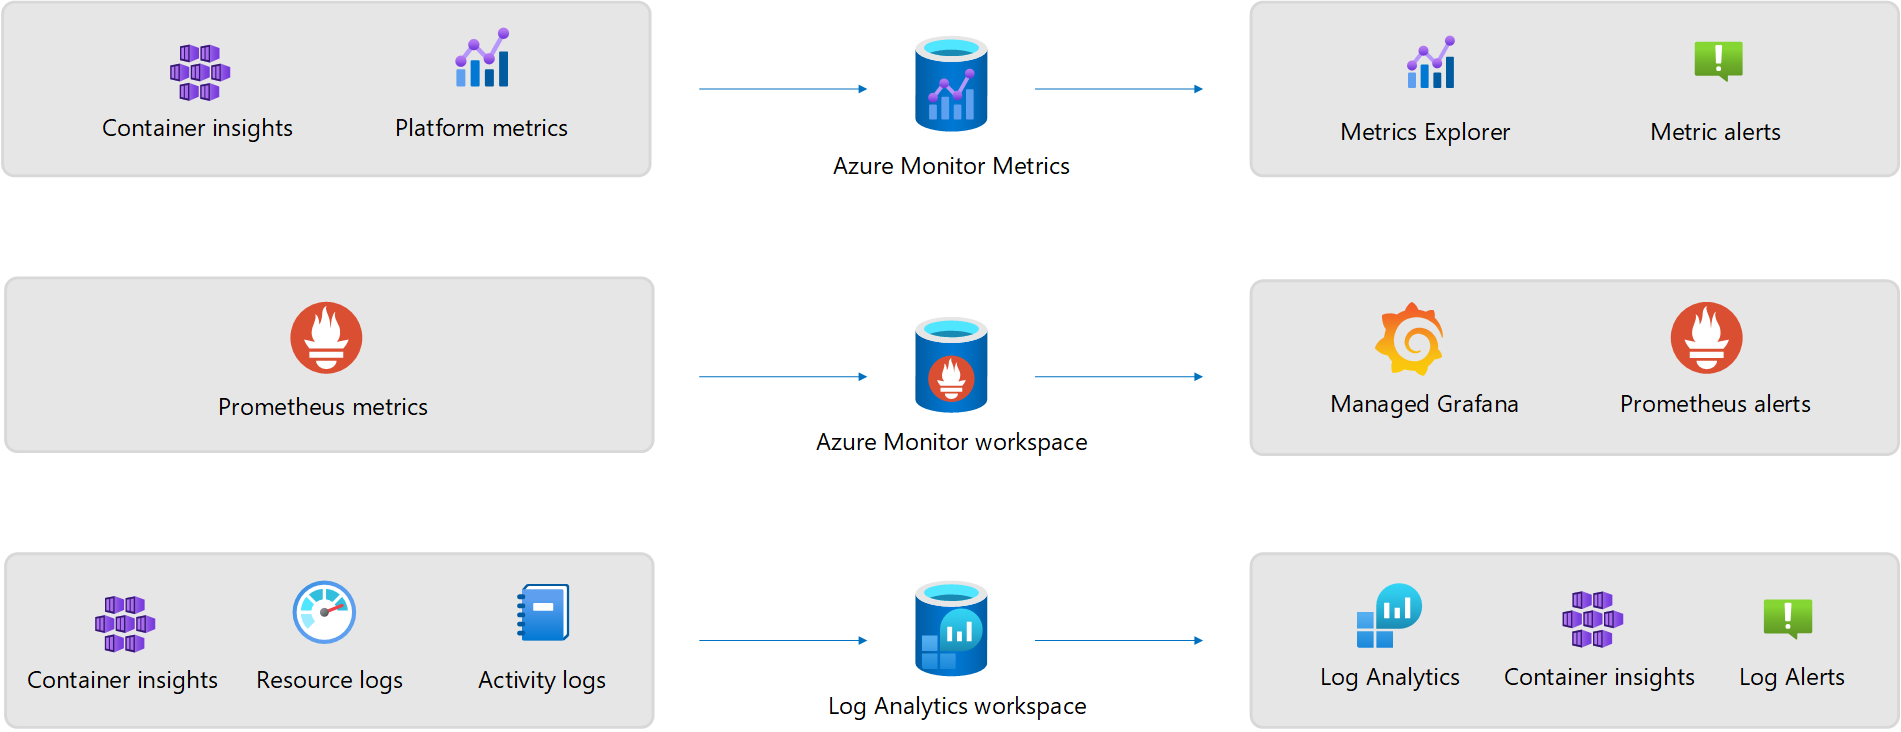 Container insights
Platform metrics
Azure Monitor Metrics
Metrics Explorer
Metric alerts
Prometheus metrics
Azure Monitor workspace
Managed Grafana
Prometheus alerts
Container insights
Resource logs
Activity logs
Log Analytics workspace
Log Analytics
Container insights
Log Alerts